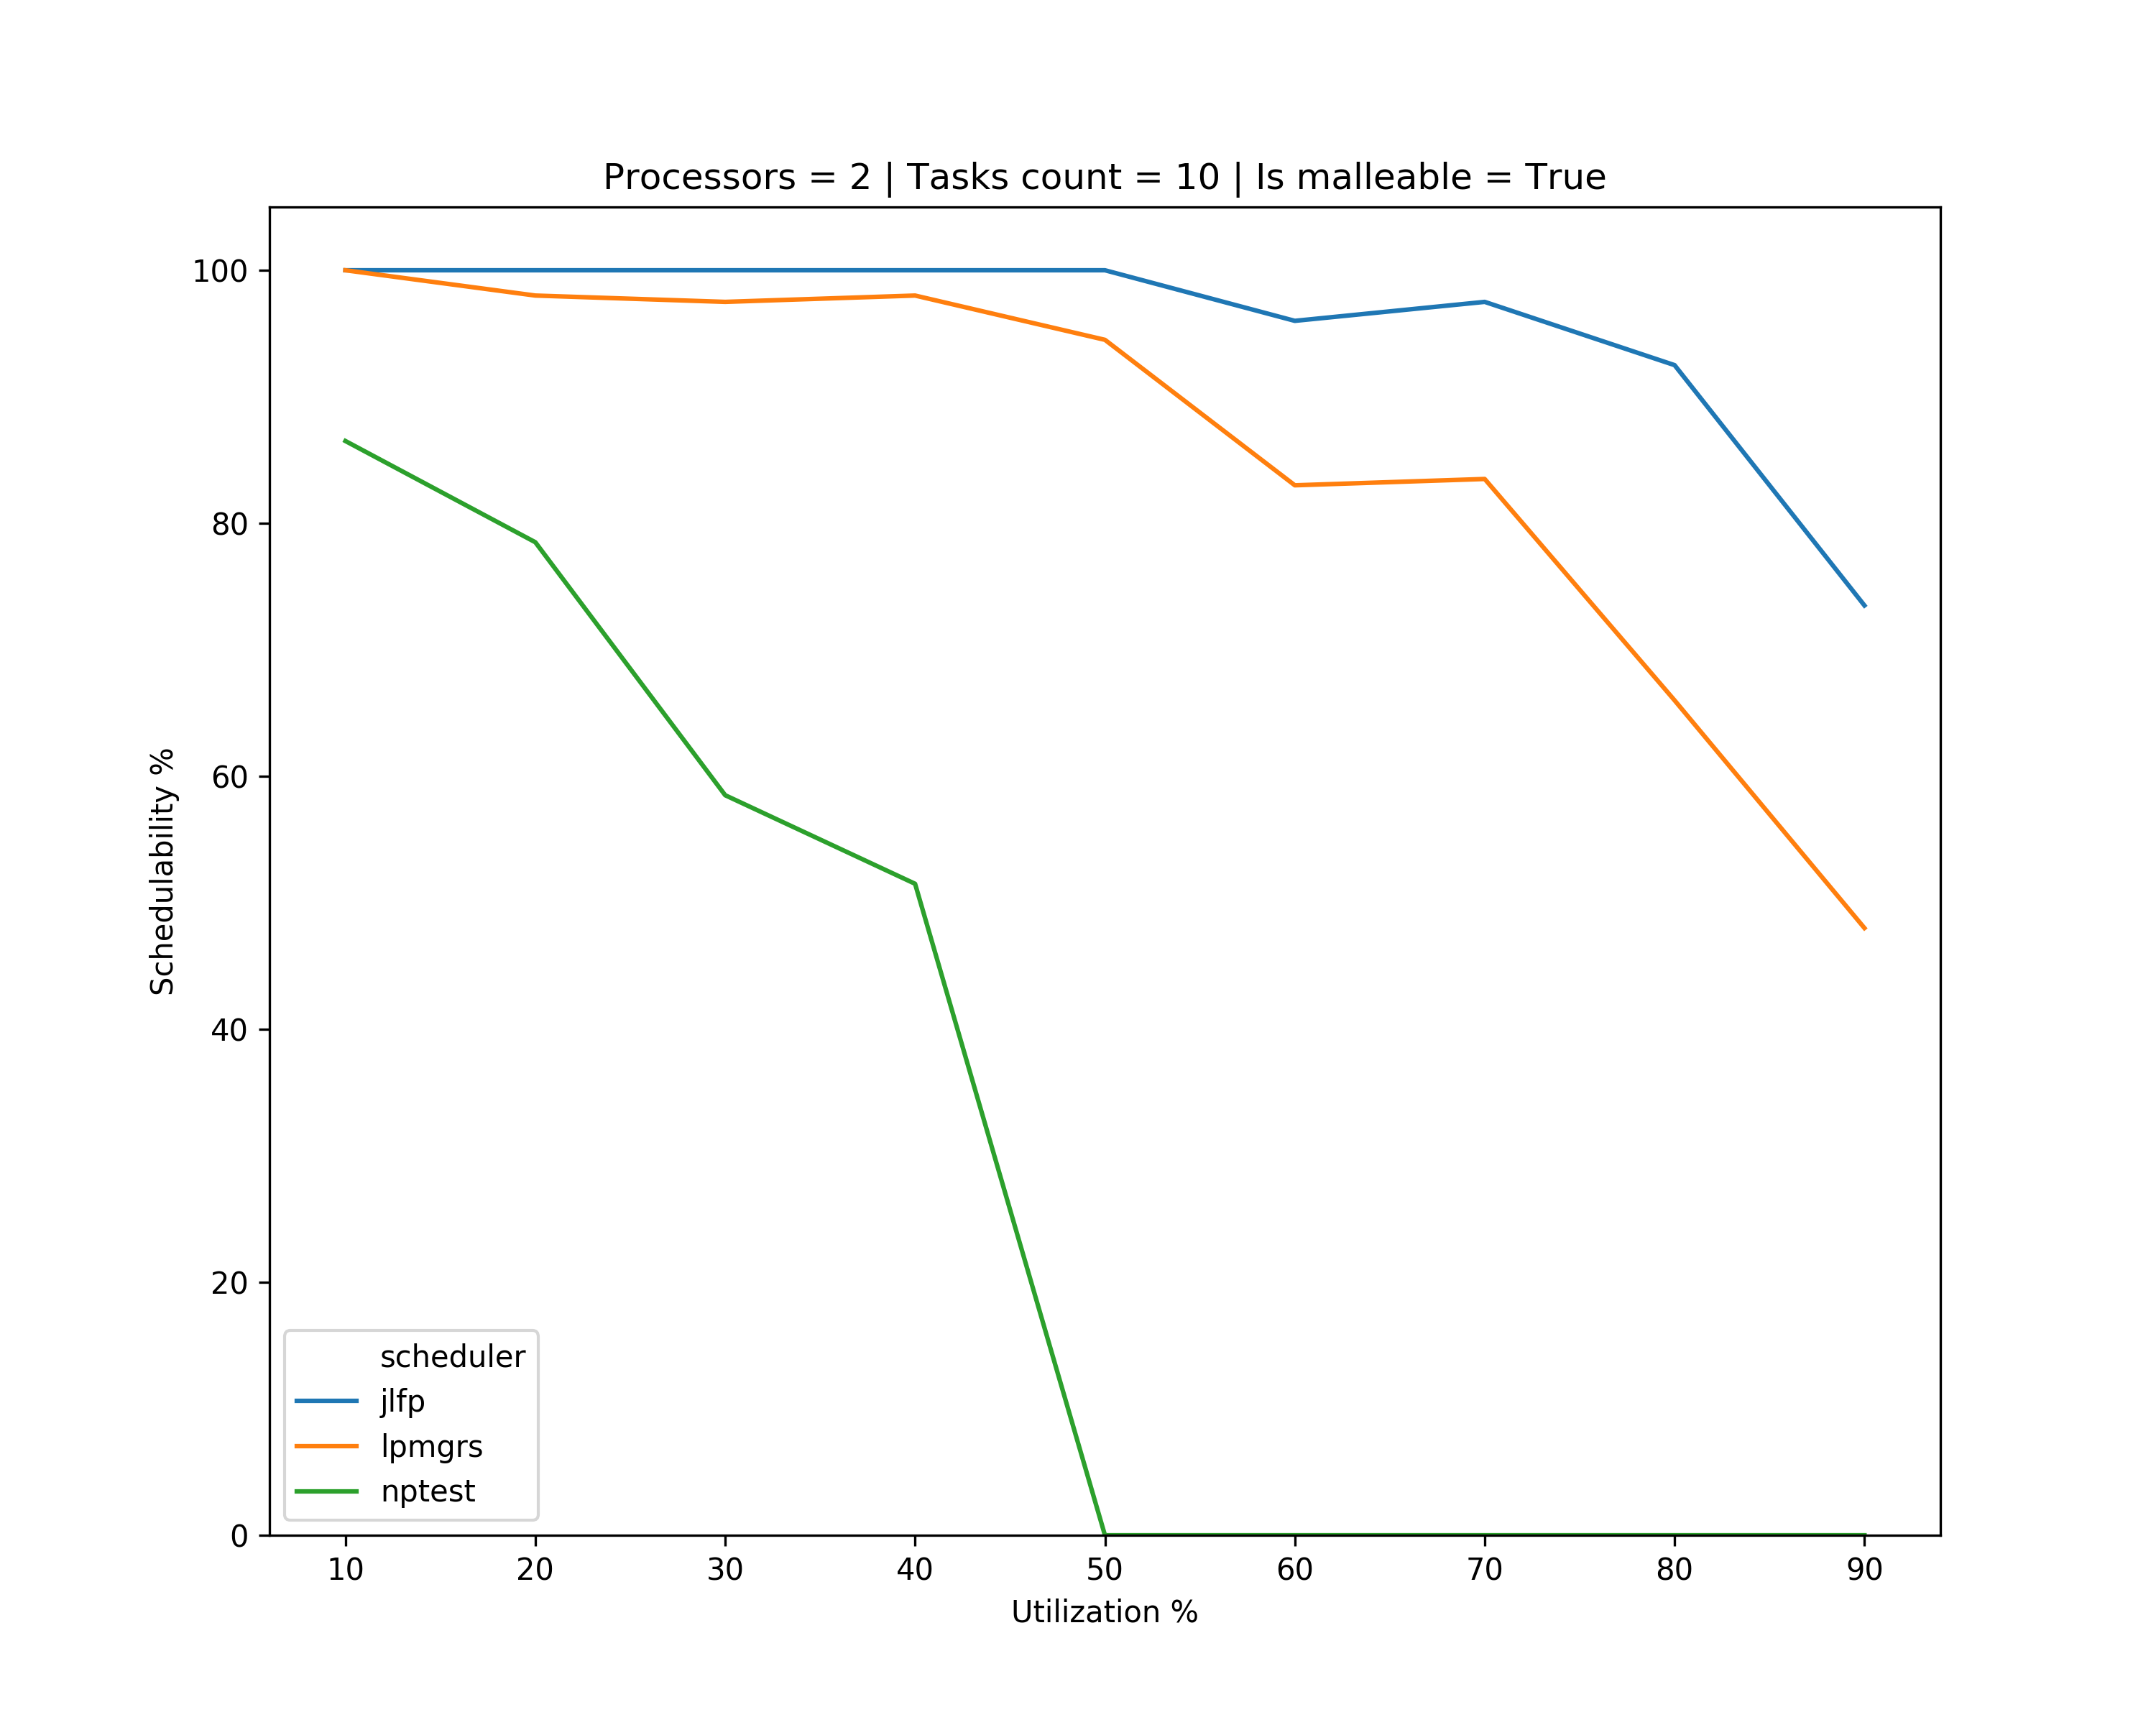 Processors = 2 | Tasks count = 10 | Is malleable = True
100
80
60
40
20
0
Schedulability %
scheduler
jlfp
lpmgrs
nptest
10 20 30 40 50 60 70 80 90
Utilization %